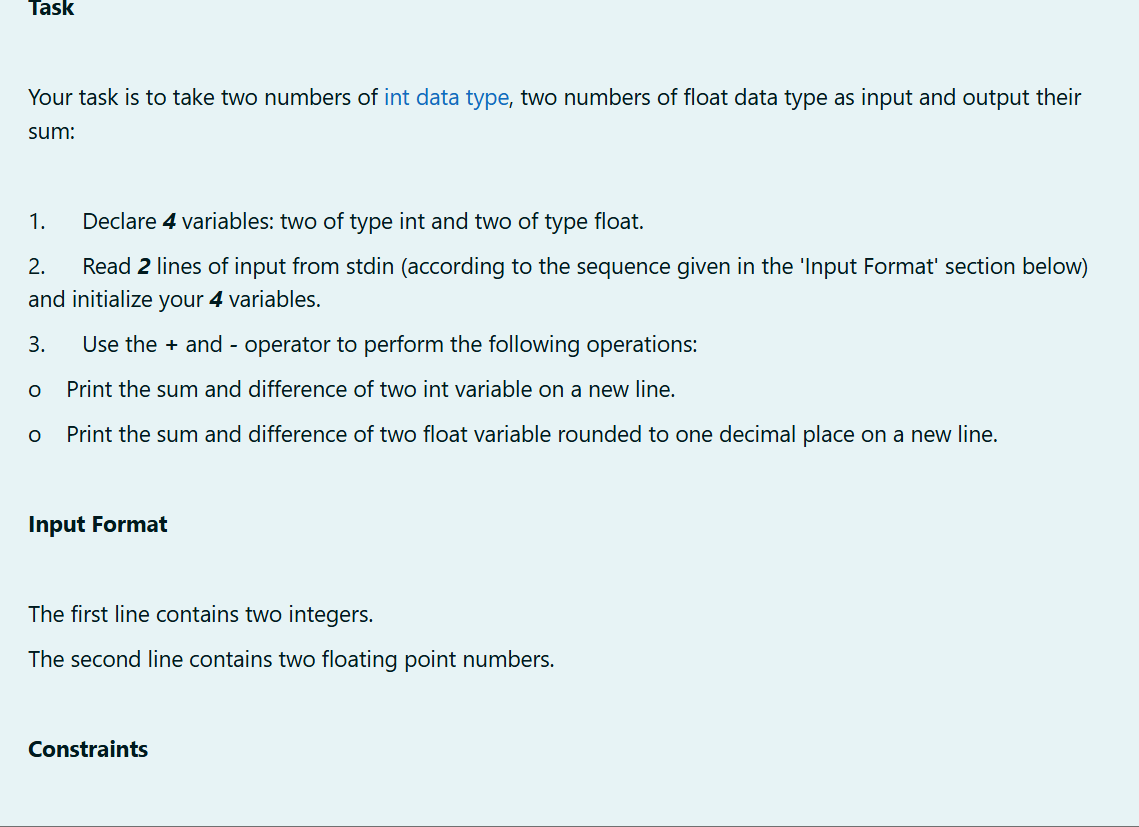 Task
Your task is to take two numbers of int data type, two numbers of float data type as input and output their
sum:
1. Declare 4 variables: two of type int and two of type float.
2. Read 2 lines of input from stdin (according to the sequence given in the 'Input Format' section below)
and initialize your 4 variables.
3. Use the + and - operator to perform the following operations:
o Print the sum and difference of two int variable on a new line.
o Print the sum and difference of two float variable rounded to one decimal place on a new line.
Input Format
The first line contains two integers.
The second line contains two floating point numbers.
Constraints